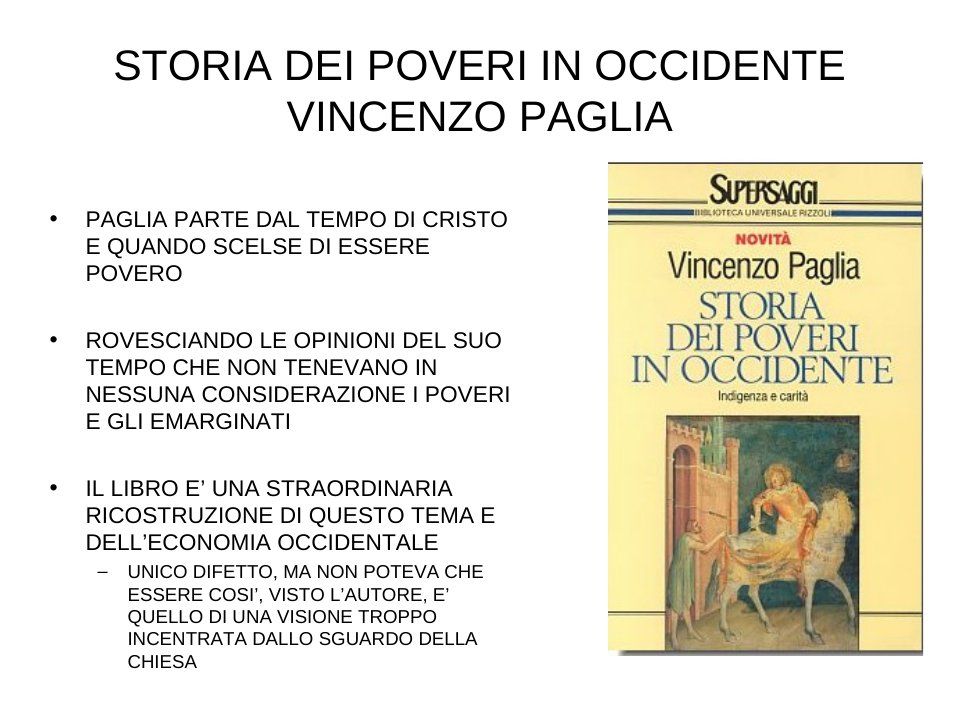 STORIA DEI POVERI IN OCCIDENTE
VINCENZO PAGLIA
• PAGLIA PARTE DAL TEMPO DI CRISTO
E QUANDO SCELSE DI ESSERE
POVERO
• ROVESCIANDO LE OPINIONI DEL SUO
TEMPO CHE NON TENEVANO IN
NESSUNA CONSIDERAZIONE I POVERI
E GLI EMARGINATI
• IL LIBRO E’ UNA STRAORDINARIA
RICOSTRUZIONE DI QUESTO TEMA E
DELL’ECONOMIA OCCIDENTALE
– UNICO DIFETTO, MA NON POTEVA CHE
ESSERE COSI’, VISTO L’AUTORE, E’
QUELLO DI UNA VISIONE TROPPO
INCENTRATA DALLO SGUARDO DELLA
CHIESA
SUPERSAGGI
BIBLIOTECA UNIVERSALE RIZZOLI
NOVITÀ
Vincenzo Paglia
STORIA
DEI POVERI
IN OCCIDENTE
Indigenza e carità